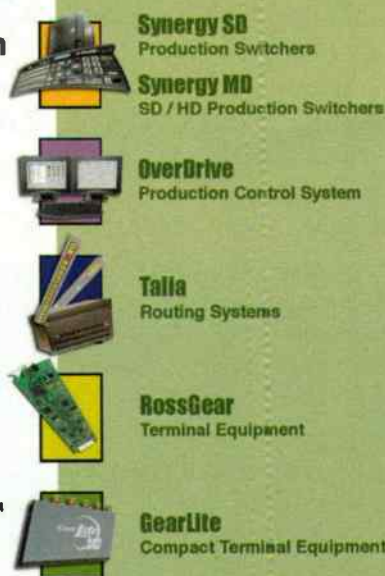 Synergy SD
Production Switchers
Synergy MD
SD / HD Production Switchers
OverDrive
Production Control System
Talia
Routing Systems
RossGear
Terminal Equipment
GearLite
Compact Terminal Equipment